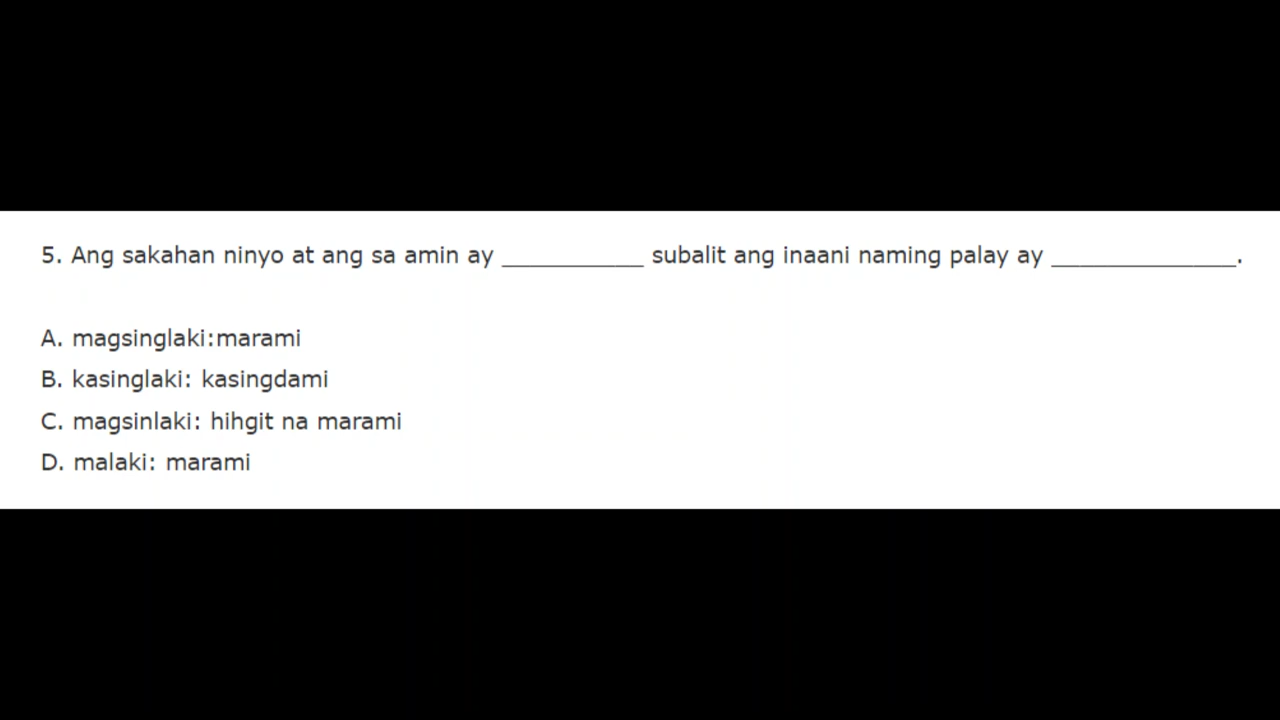 5. Ang sakahan ninyo at ang sa amin ay ___________ subalit ang inaani naming palay ay _______________.
A. magsinglaki:marami
B. kasinglaki: kasingdami
C. magsinlaki: hihgit na marami
D. malaki: marami